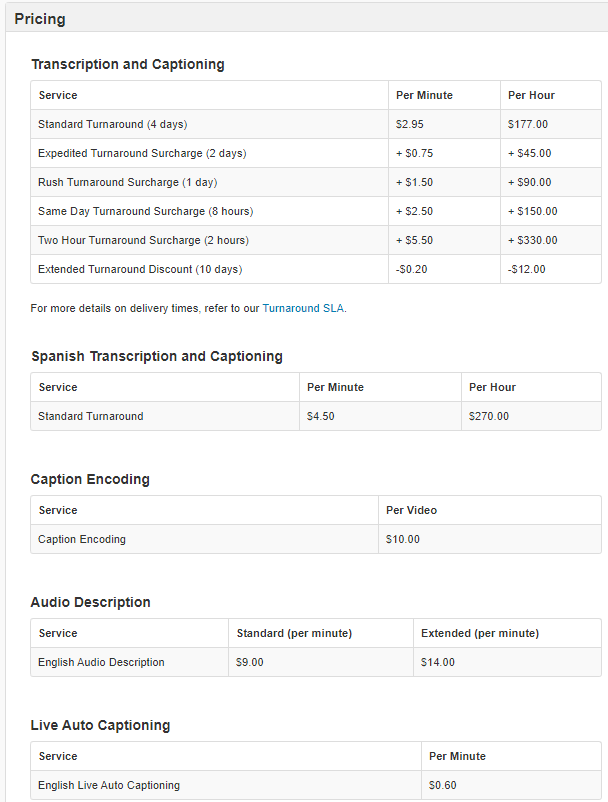 Pricing
Transcription and Captioning
Service Per Minute Per Hour
Standard Turnaround (4 days) $2.95 $177.00
Expedited Turnaround Surcharge (2 days) + $0.75 + $45.00
Rush Turnaround Surcharge (1 day) + $1.50 + $90.00
Same Day Turnaround Surcharge (8 hours) + $2.50 + $150.00
Two Hour Turnaround Surcharge (2 hours) + $5.50 + $330.00
Extended Turnaround Discount (10 days) -$0.20 -$12.00
For more details on delivery times, refer to our Turnaround SLA.
Spanish Transcription and Captioning
Service Per Minute Per Hour
Standard Turnaround $4.50 $270.00
Caption Encoding
Service Per Video
Caption Encoding $10.00
Audio Description
Service Standard (per minute) Extended (per minute)
English Audio Description $9.00 $14.00
Live Auto Captioning
Service Per Minute
English Live Auto Captioning $0.60